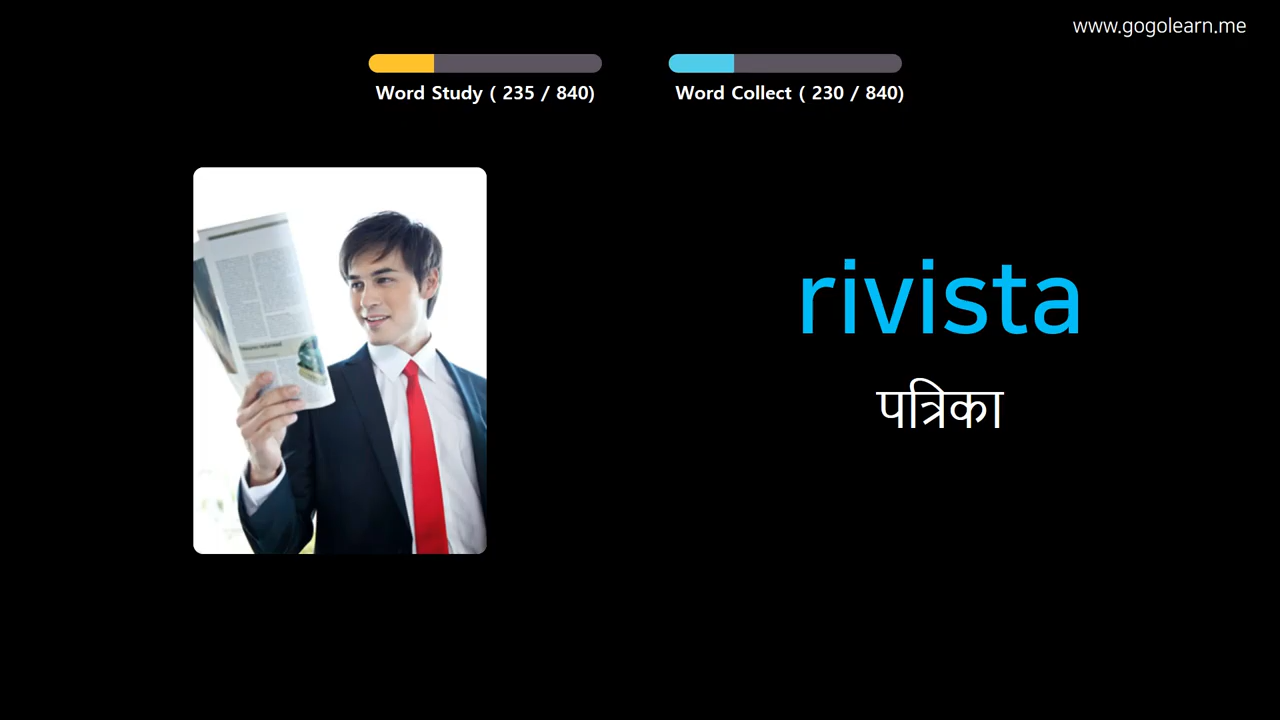 www.gogolearn.me
Word Study ( 235 / 840)
Word Collect ( 230 / 840)
rivista
पत्रिका